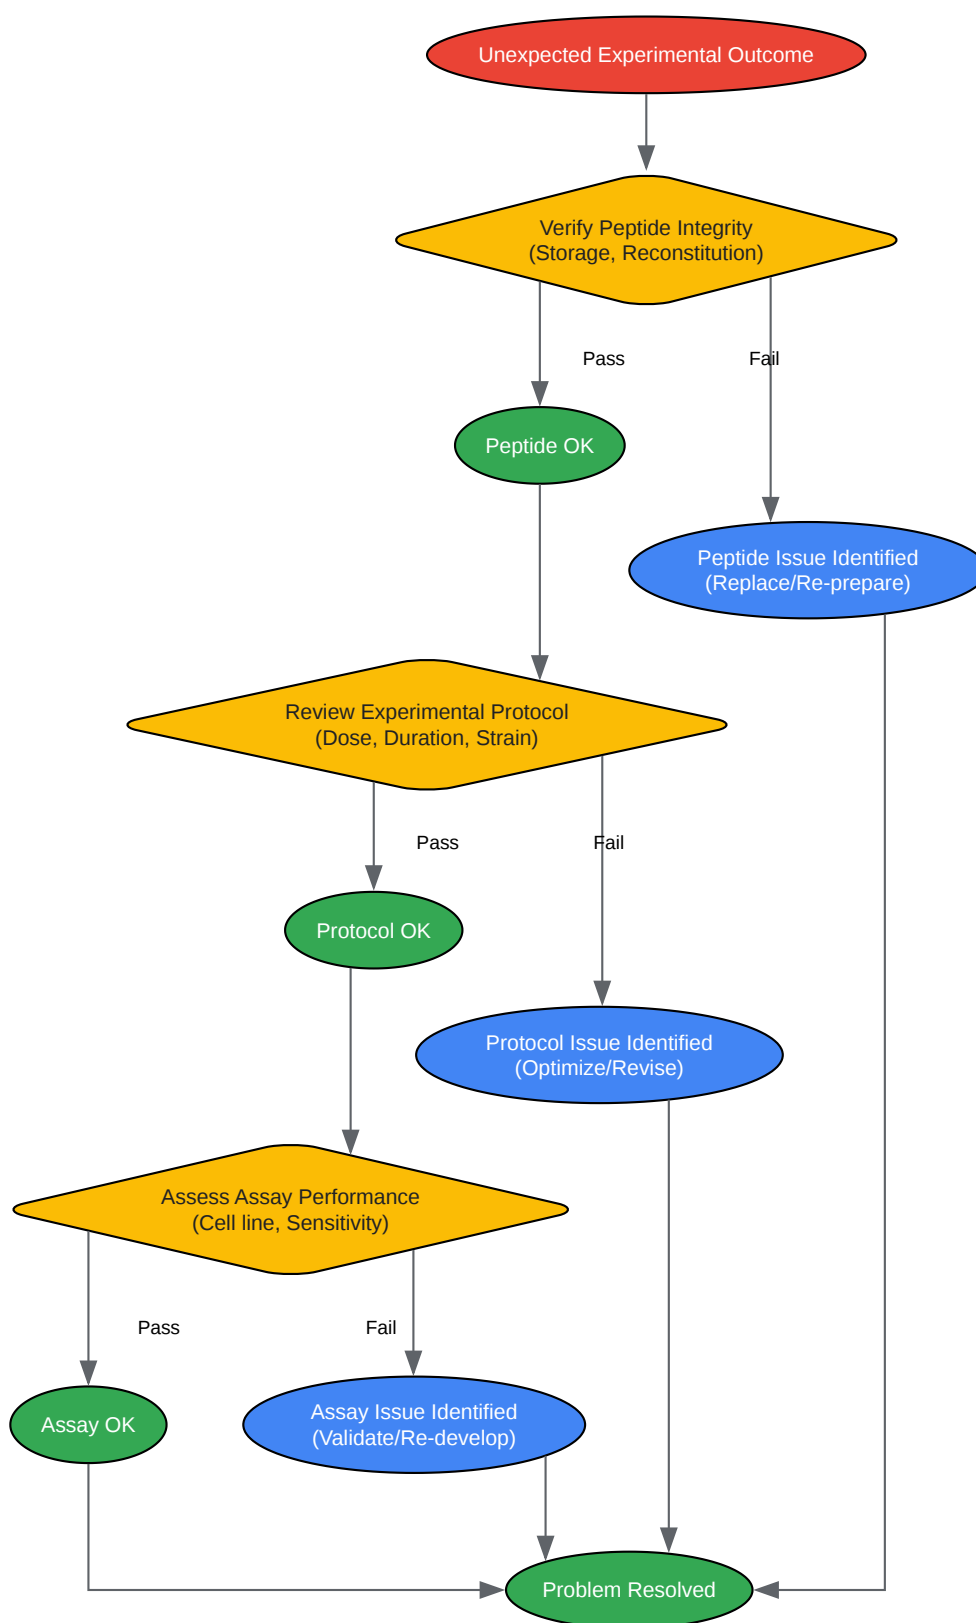 Unexpected Experimental Outcome
Verify Peptide Integrity
(Storage, Reconstitution)
Pass
Fail
Peptide OK
Peptide Issue Identified
(Replace/Re-prepare)
Review Experimental Protocol
(Dose, Duration, Strain)
Pass
Fail
Protocol OK
Protocol Issue Identified
(Optimize/Revise)
Assess Assay Performance
(Cell line, Sensitivity)
Pass
Fail
Assay OK
Assay Issue Identified
(Validate/Re-develop)
Problem Resolved